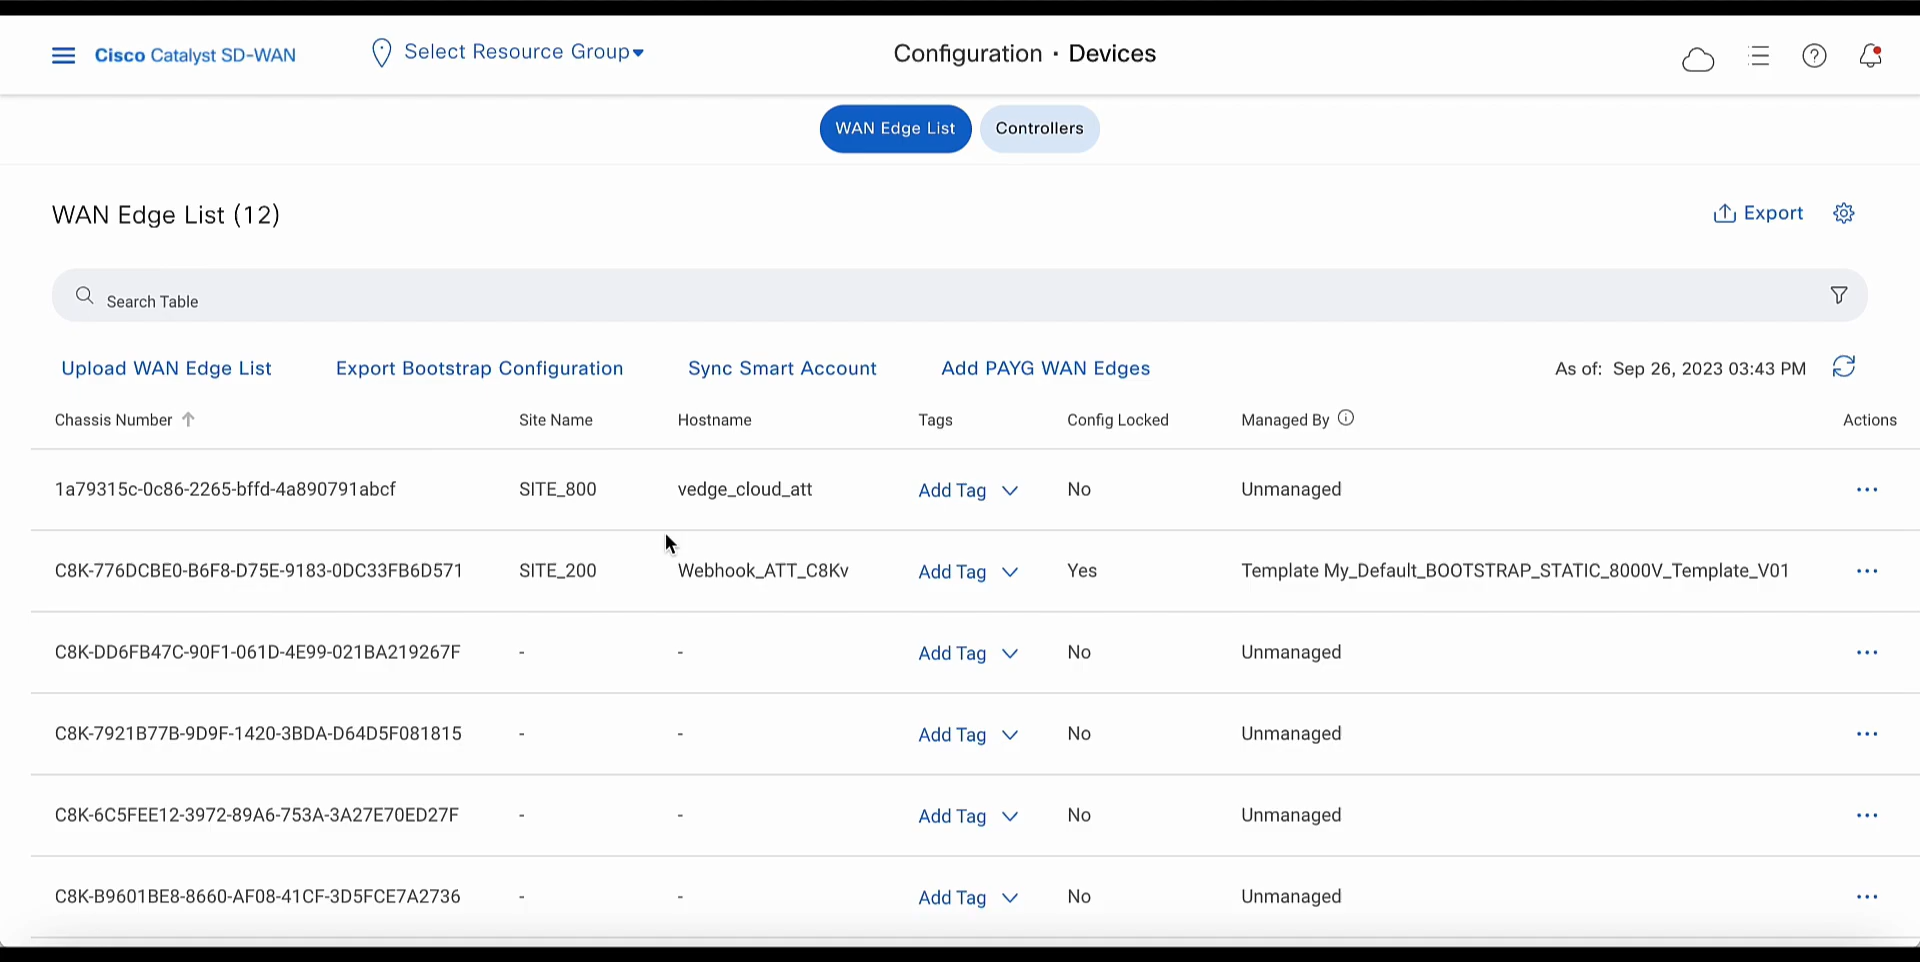 Cisco Catalyst SD-WAN
Select Resource Group
Configuration · Devices
WAN Edge List
Controllers
WAN Edge List (12)
Export
Search Table
Upload WAN Edge List
Export Bootstrap Configuration
Sync Smart Account
Add PAYG WAN Edges
As of: Sep 26, 2023 03:43 PM
Chassis Number Site Name Hostname Tags Config Locked Managed By Actions
1a79315c-0c86-2265-bffd-4a890791abcf SITE_800 vedge_cloud_att Add Tag No Unmanaged ...
C8K-776DCBE0-B6F8-D75E-9183-0DC33FB6D571 SITE_200 Webhook_ATT_C8Kv Add Tag Yes Template My_Default_BOOTSTRAP_STATIC_8000V_Template_V01 ...
C8K-DD6FB47C-90F1-061D-4E99-021BA219267F - - Add Tag No Unmanaged ...
C8K-7921B77B-9D9F-1420-3BDA-D64D5F081815 - - Add Tag No Unmanaged ...
C8K-6C5FEE12-3972-89A6-753A-3A27E70ED27F - - Add Tag No Unmanaged ...
C8K-B9601BE8-8660-AF08-41CF-3D5FCE7A2736 - - Add Tag No Unmanaged ...